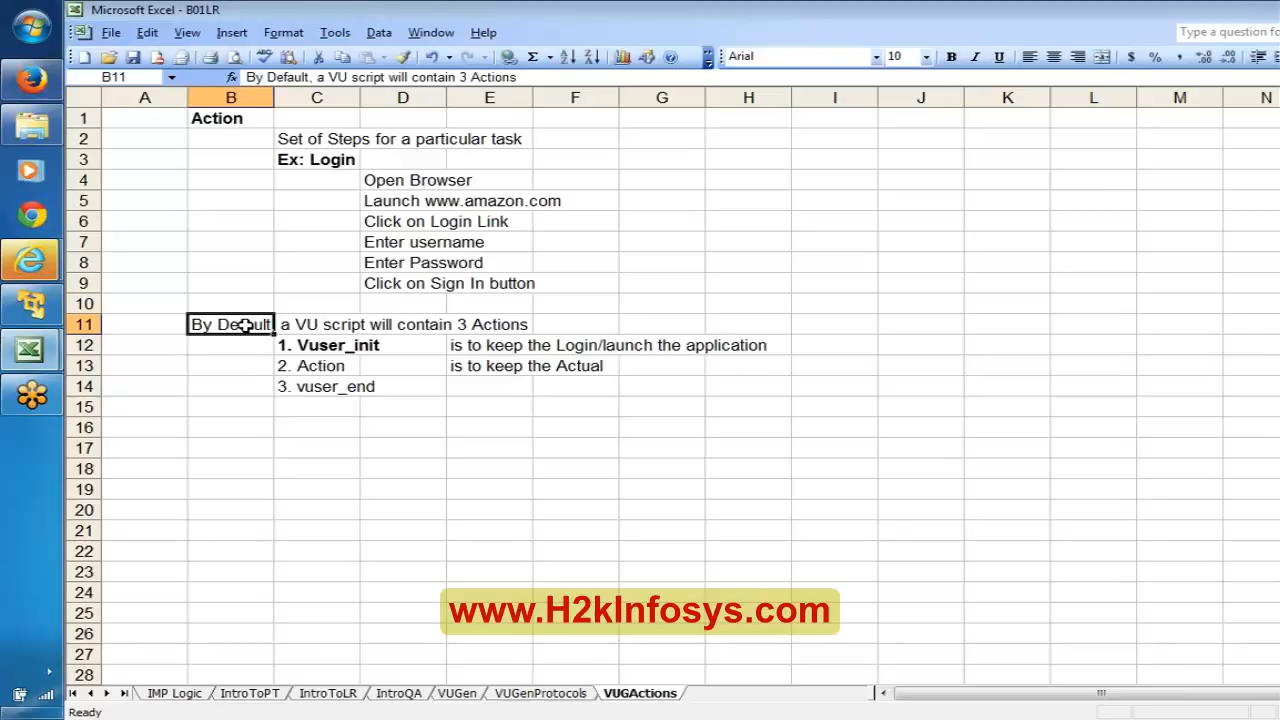 Microsoft Excel - B01LR
File Edit View Insert Format Tools Data Window Help
Type a question fo
Arial 10 B I U $ %
B11 fx By Default, a VU script will contain 3 Actions
A B C D E F G H I J K L M N
1 Action
2 Set of Steps for a particular task
3 Ex: Login
4 Open Browser
5 Launch www.amazon.com
6 Click on Login Link
7 Enter username
8 Enter Password
9 Click on Sign In button
10
11 By Default, a VU script will contain 3 Actions
12 1. Vuser_init is to keep the Login/launch the application
13 2. Action is to keep the Actual
14 3. vuser_end
15
16
17
18
19
20
21
22
23
24
25
26
27
28
www.H2kInfosys.com
IMP Logic IntroToPT IntroToLR IntroQA VUGen VUGenProtocols VUGActions
Ready